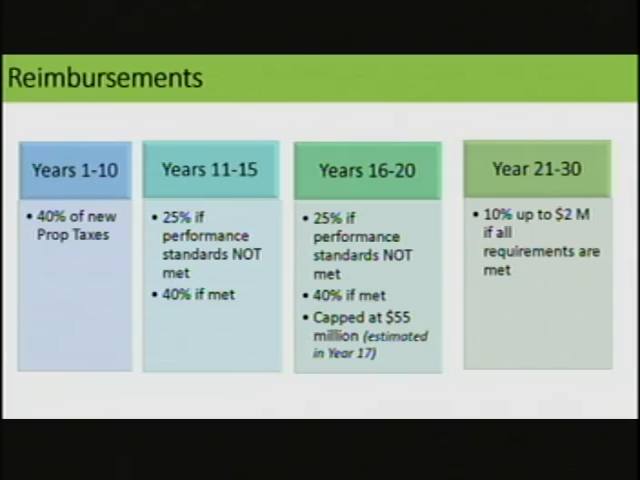 Reimbursements
Years 1-10
• 40% of new
Prop Taxes
Years 11-15
• 25% if
performance
standards NOT
met
• 40% if met
Years 16-20
• 25% if
performance
standards NOT
met
• 40% if met
• Capped at $55
million (estimated
in Year 17)
Year 21-30
• 10% up to $2 M
if all
requirements are
met